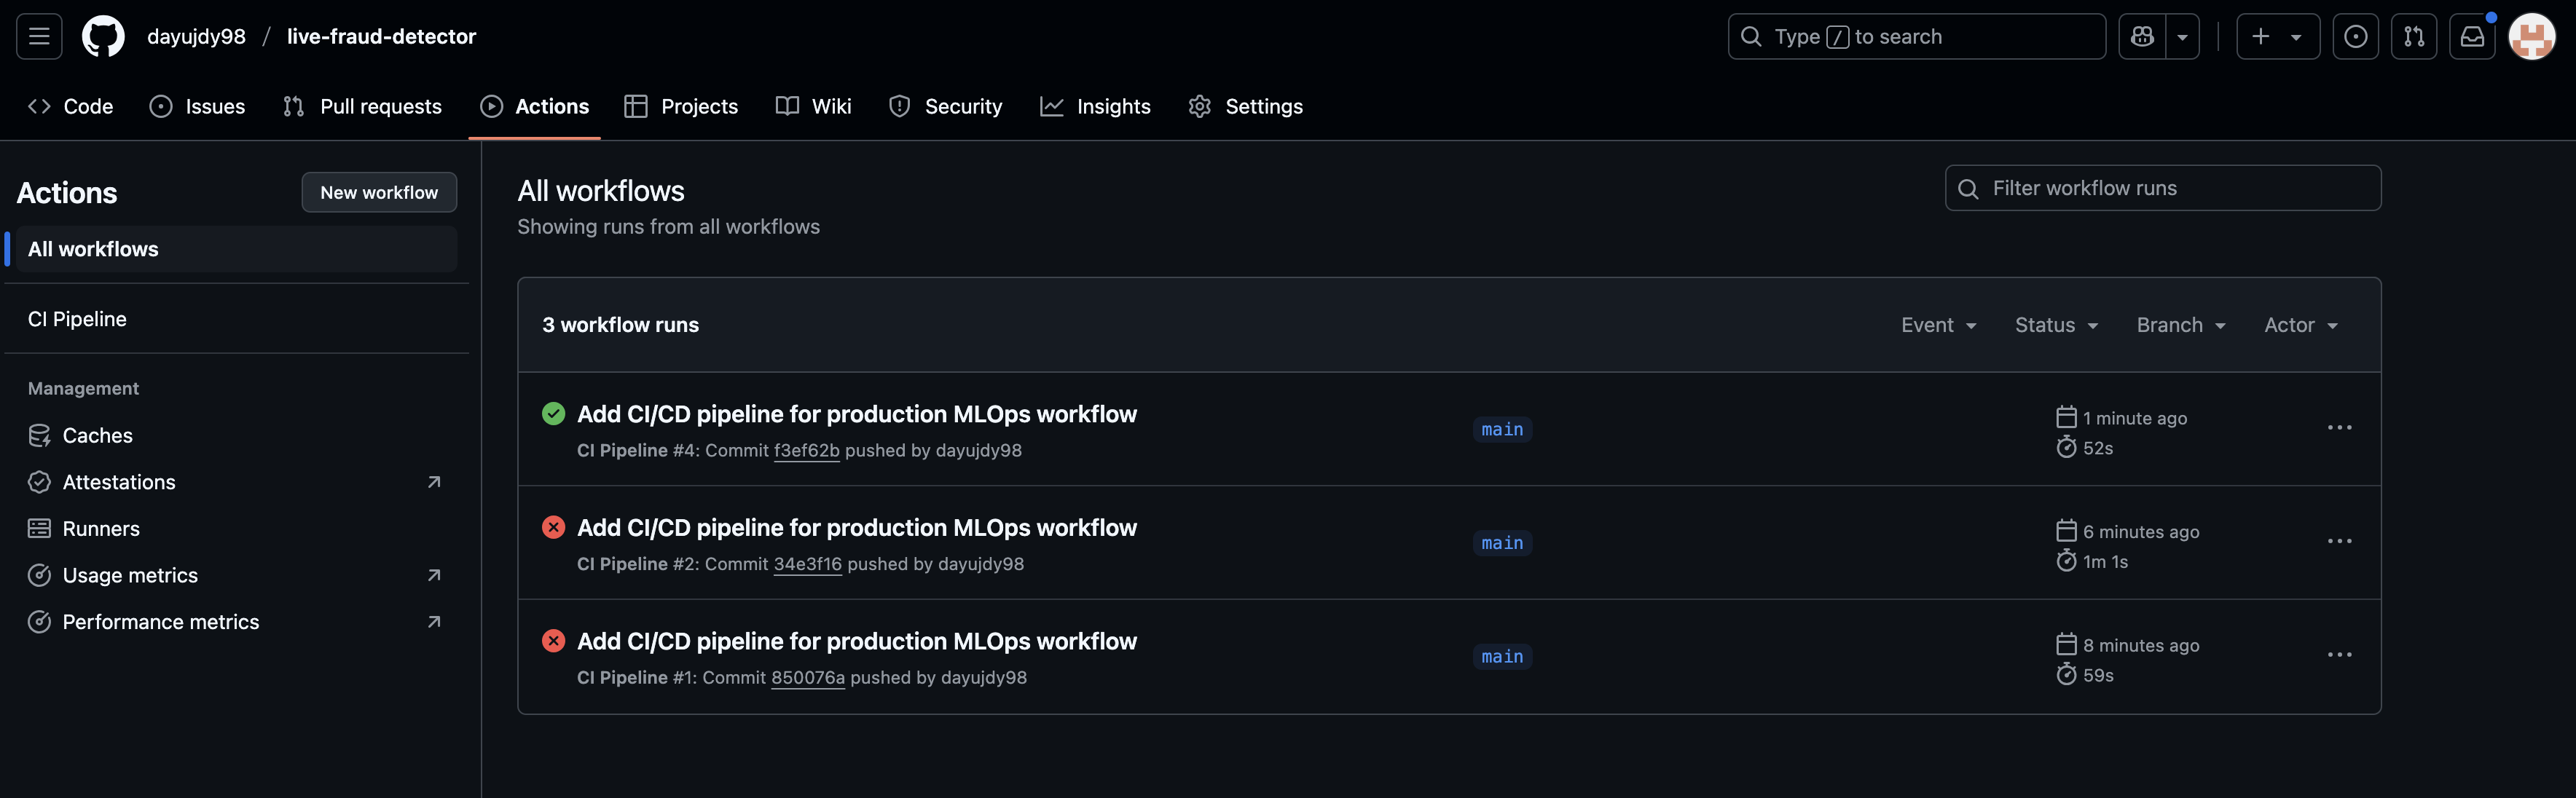 dayujdy98 / live-fraud-detector
Type / to search
Code Issues Pull requests Actions Projects Wiki Security Insights Settings
Actions
New workflow
All workflows
CI Pipeline
Management
Caches
Attestations
Runners
Usage metrics
Performance metrics
All workflows
Showing runs from all workflows
Filter workflow runs
3 workflow runs
Event Status Branch Actor
Add CI/CD pipeline for production MLOps workflow
CI Pipeline #4: Commit f3ef62b pushed by dayujdy98
main
1 minute ago
52s
Add CI/CD pipeline for production MLOps workflow
CI Pipeline #2: Commit 34e3f16 pushed by dayujdy98
main
6 minutes ago
1m 1s
Add CI/CD pipeline for production MLOps workflow
CI Pipeline #1: Commit 850076a pushed by dayujdy98
main
8 minutes ago
59s